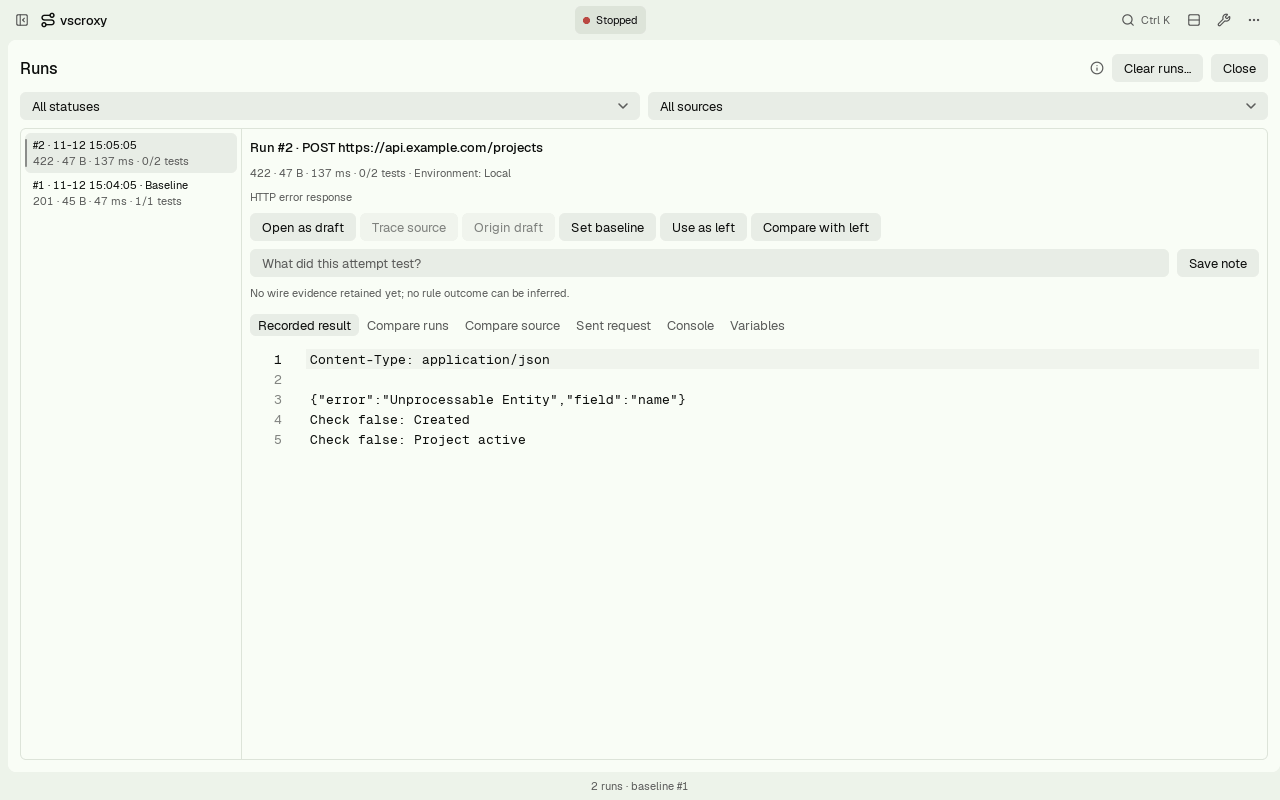 vscroxy
Stopped
Ctrl K
Runs
Clear runs…
Close
All statuses
All sources
#2 · 11-12 15:05:05
422 · 47 B · 137 ms · 0/2 tests
#1 · 11-12 15:04:05 · Baseline
201 · 45 B · 47 ms · 1/1 tests
Run #2 · POST https://api.example.com/projects
422 · 47 B · 137 ms · 0/2 tests · Environment: Local
HTTP error response
Open as draft
Trace source
Origin draft
Set baseline
Use as left
Compare with left
What did this attempt test?
Save note
No wire evidence retained yet; no rule outcome can be inferred.
Recorded result
Compare runs
Compare source
Sent request
Console
Variables
1 Content-Type: application/json
2
3 {"error":"Unprocessable Entity","field":"name"}
4 Check false: Created
5 Check false: Project active
2 runs · baseline #1